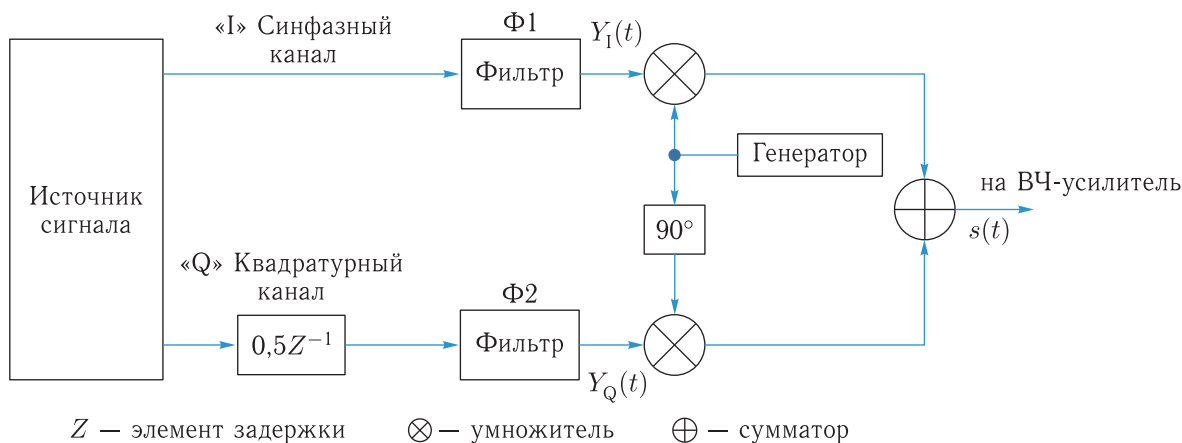 «I» Синфазный
канал
Ф1
Y_I(t)
Фильтр
Генератор
Источник
сигнала
90°
на ВЧ-усилитель
s(t)
«Q» Квадратурный
канал
Ф2
0,5Z⁻¹
Фильтр
Y_Q(t)
Z — элемент задержки ⊗ — умножитель ⊕ — сумматор